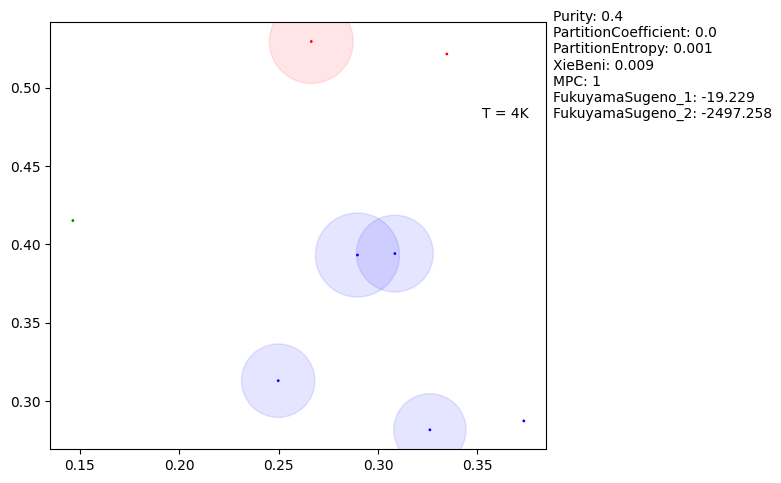 Purity: 0.4
PartitionCoefficient: 0.0
PartitionEntropy: 0.001
XieBeni: 0.009
MPC: 1
FukuyamaSugeno_1: -19.229
FukuyamaSugeno_2: -2497.258
T = 4K
0.50
0.45
0.40
0.35
0.30
0.15 0.20 0.25 0.30 0.35